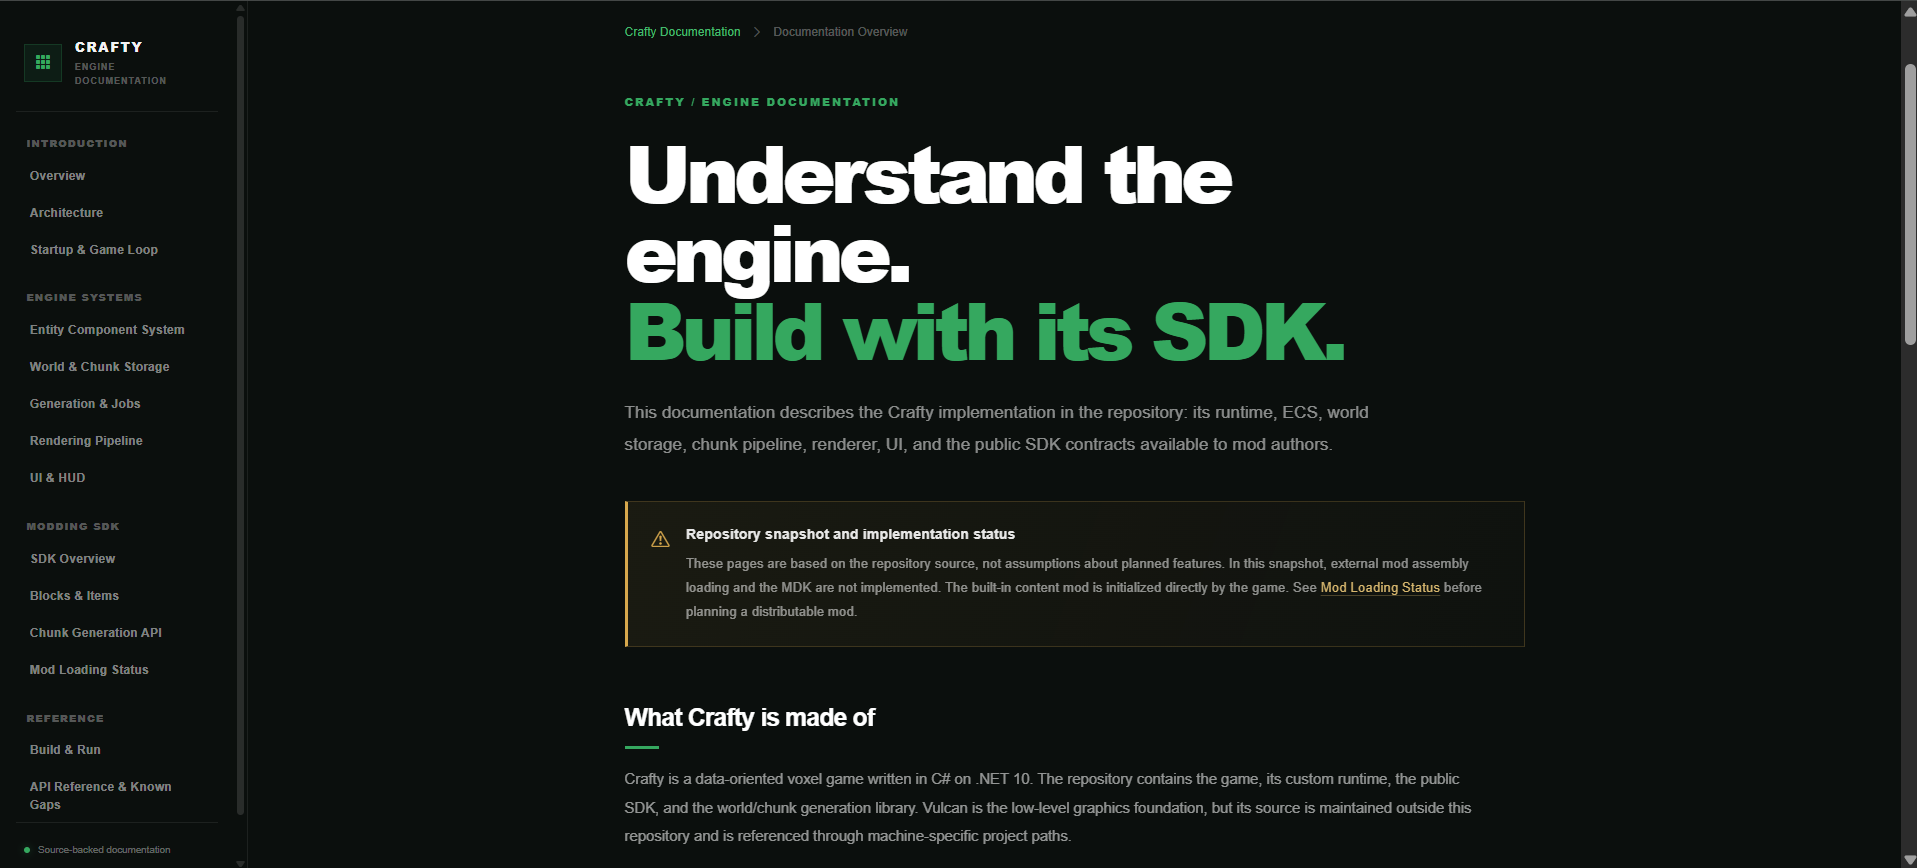 CRAFTY
ENGINE
DOCUMENTATION
INTRODUCTION
Overview
Architecture
Startup & Game Loop
ENGINE SYSTEMS
Entity Component System
World & Chunk Storage
Generation & Jobs
Rendering Pipeline
UI & HUD
MODDING SDK
SDK Overview
Blocks & Items
Chunk Generation API
Mod Loading Status
REFERENCE
Build & Run
API Reference & Known
Gaps
Source-backed documentation
Crafty Documentation > Documentation Overview
CRAFTY / ENGINE DOCUMENTATION
Understand the
engine.
Build with its SDK.
This documentation describes the Crafty implementation in the repository: its runtime, ECS, world
storage, chunk pipeline, renderer, UI, and the public SDK contracts available to mod authors.
Repository snapshot and implementation status
These pages are based on the repository source, not assumptions about planned features. In this snapshot, external mod assembly
loading and the MDK are not implemented. The built-in content mod is initialized directly by the game. See Mod Loading Status before
planning a distributable mod.
What Crafty is made of
Crafty is a data-oriented voxel game written in C# on .NET 10. The repository contains the game, its custom runtime, the public
SDK, and the world/chunk generation library. Vulcan is the low-level graphics foundation, but its source is maintained outside this
repository and is referenced through machine-specific project paths.